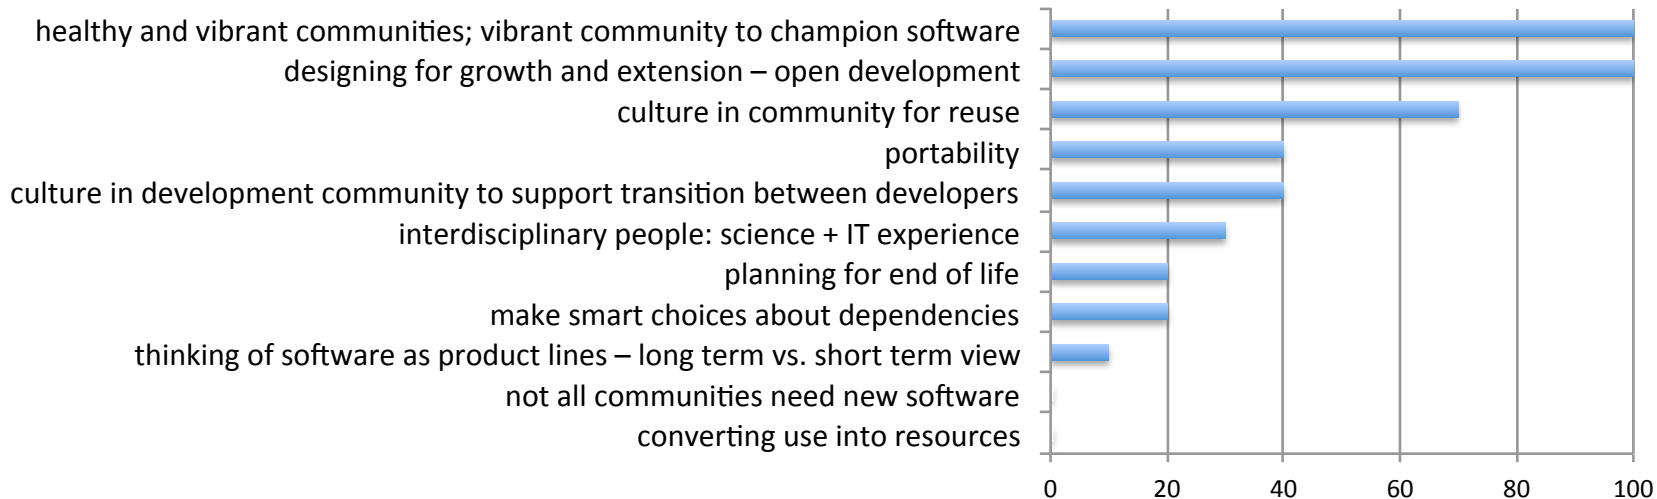 healthy and vibrant communities; vibrant community to champion software
designing for growth and extension – open development
culture in community for reuse
portability
culture in development community to support transition between developers
interdisciplinary people: science + IT experience
planning for end of life
make smart choices about dependencies
thinking of software as product lines – long term vs. short term view
not all communities need new software
converting use into resources
0 20 40 60 80 100